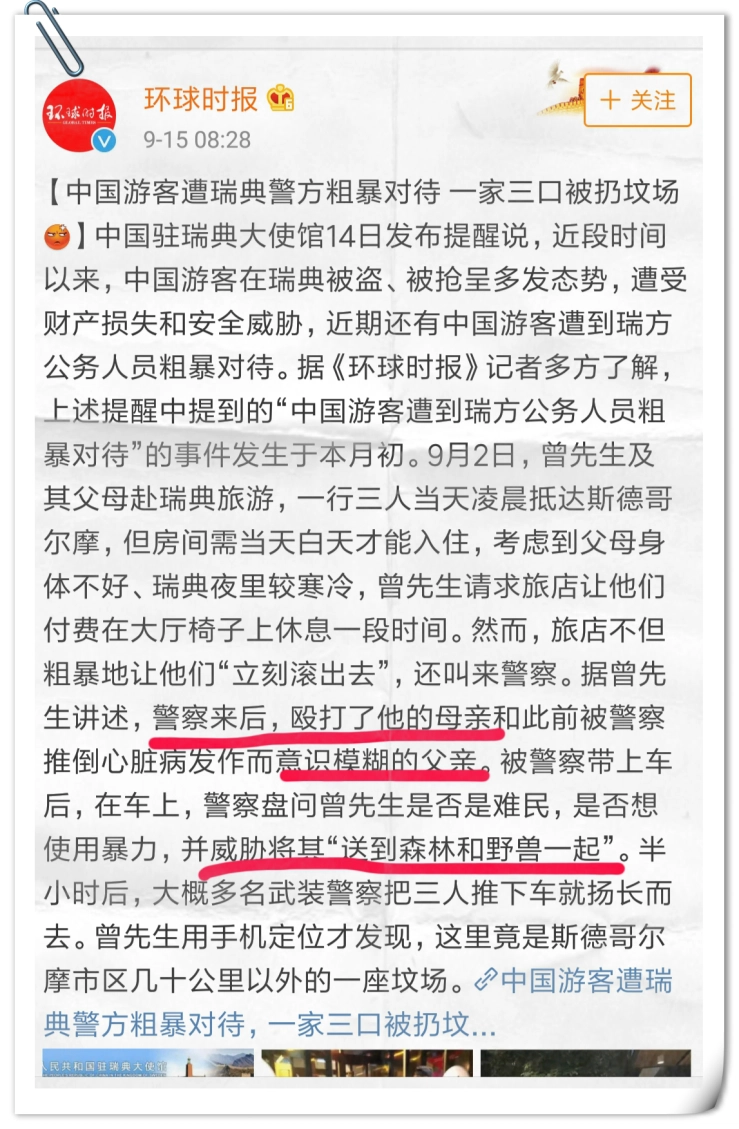 环球时报
GLOBAL TIMES
V
环球时报
6
+ 关注
9-15 08:28
【中国游客遭瑞典警方粗暴对待 一家三口被扔坟场
】中国驻瑞典大使馆14日发布提醒说，近段时间
以来，中国游客在瑞典被盗、被抢呈多发态势，遭受
财产损失和安全威胁，近期还有中国游客遭到瑞方
公务人员粗暴对待。据《环球时报》记者多方了解，
上述提醒中提到的“中国游客遭到瑞方公务人员粗
暴对待”的事件发生于本月初。9月2日，曾先生及
其父母赴瑞典旅游，一行三人当天凌晨抵达斯德哥
尔摩，但房间需当天白天才能入住，考虑到父母身
体不好、瑞典夜里较寒冷，曾先生请求旅店让他们
付费在大厅椅子上休息一段时间。然而，旅店不但
粗暴地让他们“立刻滚出去”，还叫来警察。据曾先
生讲述，警察来后，殴打了他的母亲和此前被警察
推倒心脏病发作而意识模糊的父亲。被警察带上车
后，在车上，警察盘问曾先生是否是难民，是否想
使用暴力，并威胁将其“送到森林和野兽一起”。半
小时后，大概多名武装警察把三人推下车就扬长而
去。曾先生用手机定位才发现，这里竟是斯德哥尔
摩市区几十公里以外的一座坟场。中国游客遭瑞
典警方粗暴对待，一家三口被扔坟...
人民共和国驻瑞典大使馆